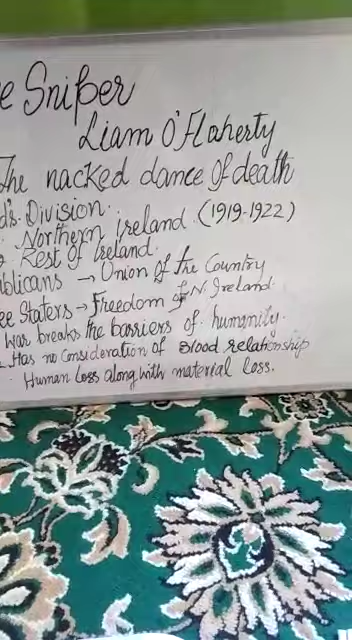 e Sniper
Liam O'Flaherty
The nacked dance of death
d's Division.
Northern ireland (1919-1922)
Rest Of Ireland.
blicans → Union Of the Country
ee Staters → Freedom of N. Ireland.
War breaks the barriers of humanity.
Has no Consideration of Blood relationship
Human Loss along with material loss.